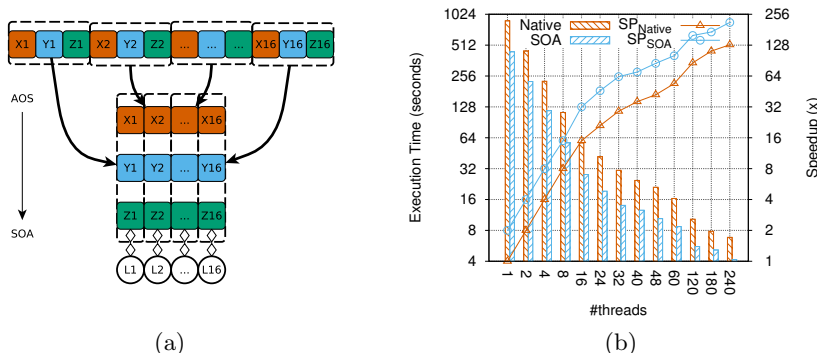 X1 Y1 Z1 X2 Y2 Z2 ... ... ... X16 Y16 Z16
AOS
X1 X2 ... X16
Y1 Y2 ... Y16
Z1 Z2 ... Z16
SOA
L1 L2 ... L16
(a)
Native SP_Native
SOA SP_SOA
Execution Time (seconds)
1024
512
256
128
64
32
16
8
4
256
128
64
32
16
8
4
2
1
Speedup (x)
1 2 4 8 16 24 32 40 48 60 120 180 240
#threads
(b)